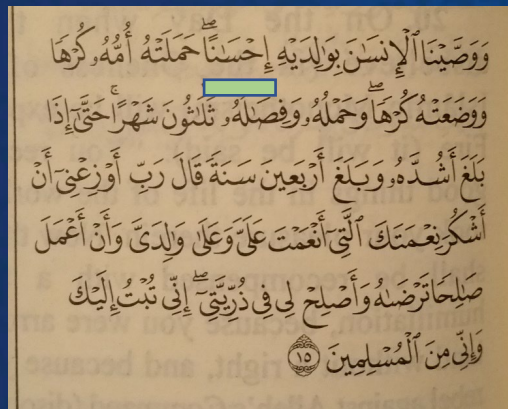 وَوَصَّيْنَا ٱلْإِنسَٰنَ بِوَٰلِدَيْهِ إِحْسَٰنًا ۖ حَمَلَتْهُ أُمُّهُۥ كُرْهًا
وَوَضَعَتْهُ كُرْهًا ۖ وَحَمْلُهُۥ وَفِصَٰلُهُۥ ثَلَٰثُونَ شَهْرًا ۚ حَتَّىٰٓ إِذَا
بَلَغَ أَشُدَّهُۥ وَبَلَغَ أَرْبَعِينَ سَنَةً قَالَ رَبِّ أَوْزِعْنِىٓ أَنْ
أَشْكُرَ نِعْمَتَكَ ٱلَّتِىٓ أَنْعَمْتَ عَلَىَّ وَعَلَىٰ وَٰلِدَىَّ وَأَنْ أَعْمَلَ
صَٰلِحًا تَرْضَىٰهُ وَأَصْلِحْ لِى فِى ذُرِّيَّتِىٓ ۖ إِنِّى تُبْتُ إِلَيْكَ
وَإِنِّى مِنَ ٱلْمُسْلِمِينَ ١٥